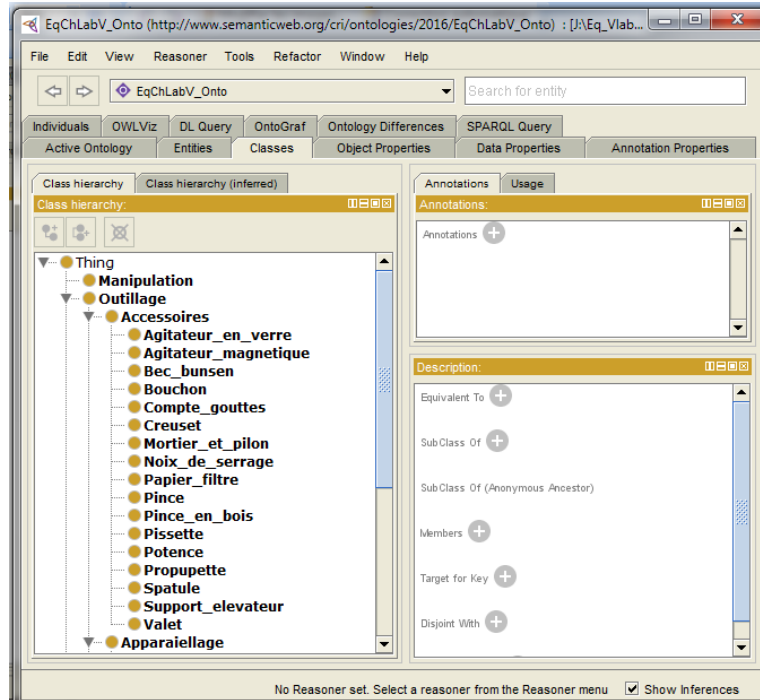 EqChLabV_Onto (http://www.semanticweb.org/cri/ontologies/2016/EqChLabV_Onto) : [J:\Eq_Vlab...
File Edit View Reasoner Tools Refactor Window Help
EqChLabV_Onto Search for entity
Individuals OWLViz DL Query OntoGraf Ontology Differences SPARQL Query
Active Ontology Entities Classes Object Properties Data Properties Annotation Properties
Class hierarchy Class hierarchy (inferred)
Class hierarchy:
Thing
Manipulation
Outillage
Accessoires
Agitateur_en_verre
Agitateur_magnetique
Bec_bunsen
Bouchon
Compte_gouttes
Creuset
Mortier_et_pilon
Noix_de_serrage
Papier_filtre
Pince
Pince_en_bois
Pissette
Potence
Propupette
Spatule
Support_elevateur
Valet
Apparaiellage
Annotations Usage
Annotations:
Annotations
Description:
Equivalent To
SubClass Of
SubClass Of (Anonymous Ancestor)
Members
Target for Key
Disjoint With
No Reasoner set. Select a reasoner from the Reasoner menu Show Inferences